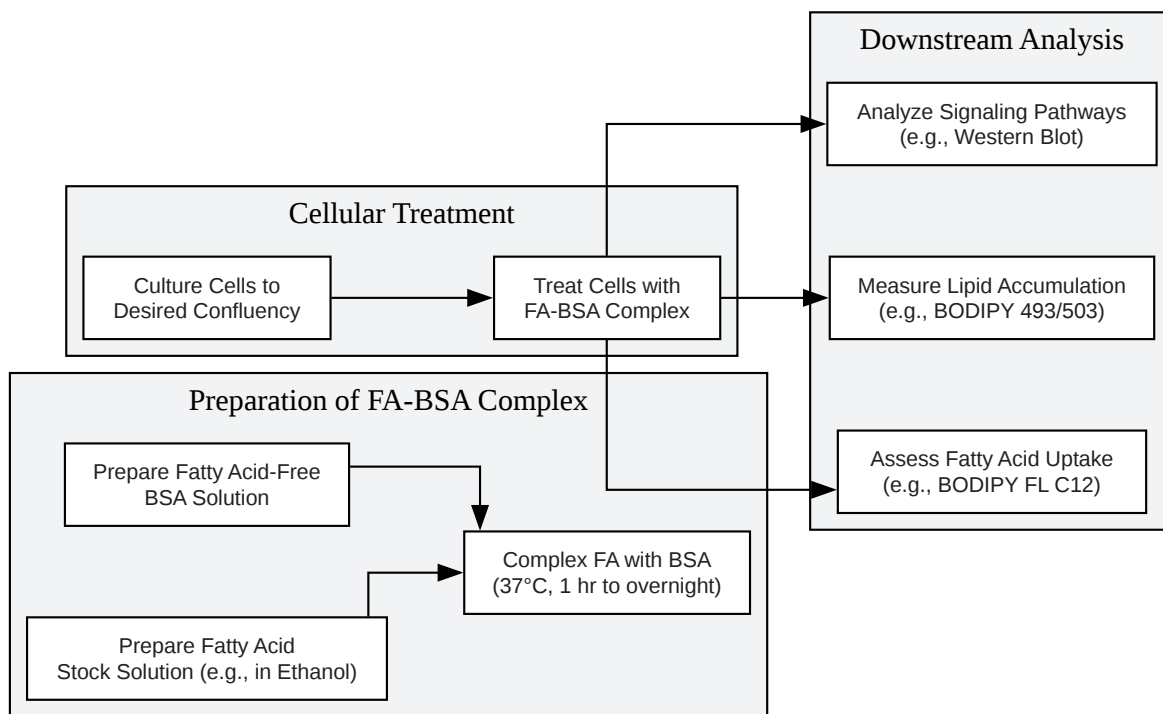 Downstream Analysis
Analyze Signaling Pathways
(e.g., Western Blot)
Measure Lipid Accumulation
(e.g., BODIPY 493/503)
Assess Fatty Acid Uptake
(e.g., BODIPY FL C12)
Cellular Treatment
Culture Cells to
Desired Confluency
Treat Cells with
FA-BSA Complex
Preparation of FA-BSA Complex
Prepare Fatty Acid-Free
BSA Solution
Complex FA with BSA
(37°C, 1 hr to overnight)
Prepare Fatty Acid
Stock Solution (e.g., in Ethanol)